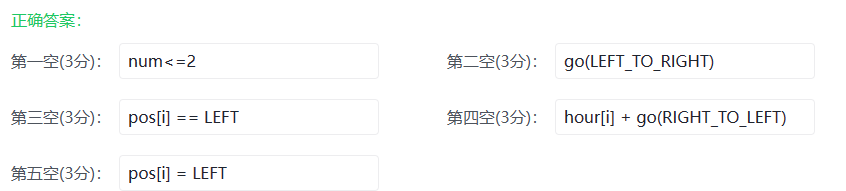 正确答案：
第一空(3分)： num<=2 第二空(3分)： go(LEFT_TO_RIGHT)
第三空(3分)： pos[i] == LEFT 第四空(3分)： hour[i] + go(RIGHT_TO_LEFT)
第五空(3分)： pos[i] = LEFT